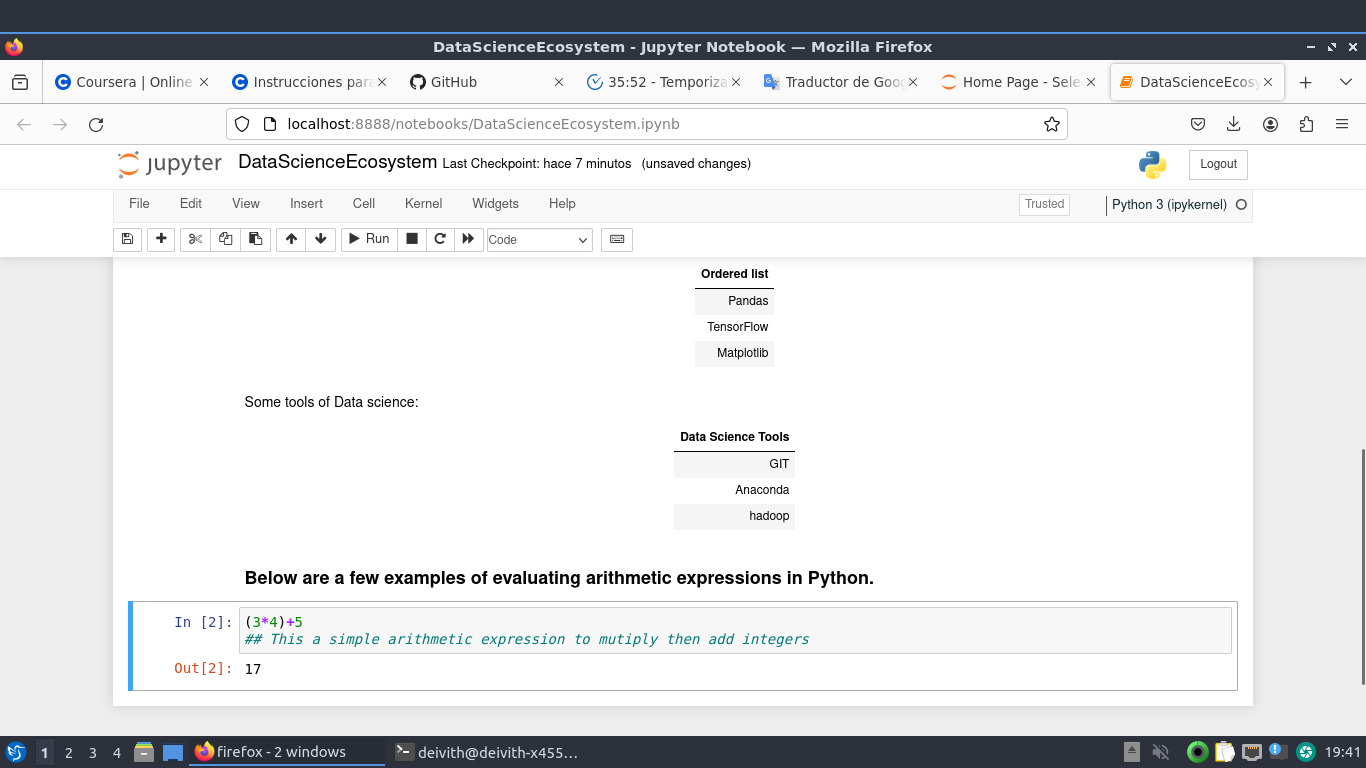 DataScienceEcosystem - Jupyter Notebook — Mozilla Firefox
Coursera | Online
Instrucciones para
GitHub
35:52 - Temporiza
Traductor de Goog
Home Page - Sele
DataScienceEcosy
localhost:8888/notebooks/DataScienceEcosystem.ipynb
jupyter DataScienceEcosystem Last Checkpoint: hace 7 minutos (unsaved changes)
Logout
File Edit View Insert Cell Kernel Widgets Help
Trusted
Python 3 (ipykernel)
Run
Code
Ordered list
Pandas
TensorFlow
Matplotlib
Some tools of Data science:
Data Science Tools
GIT
Anaconda
hadoop
Below are a few examples of evaluating arithmetic expressions in Python.
In [2]: (3*4)+5
## This a simple arithmetic expression to mutiply then add integers
Out[2]: 17
1 2 3 4 firefox - 2 windows deivith@deivith-x455... 19:41